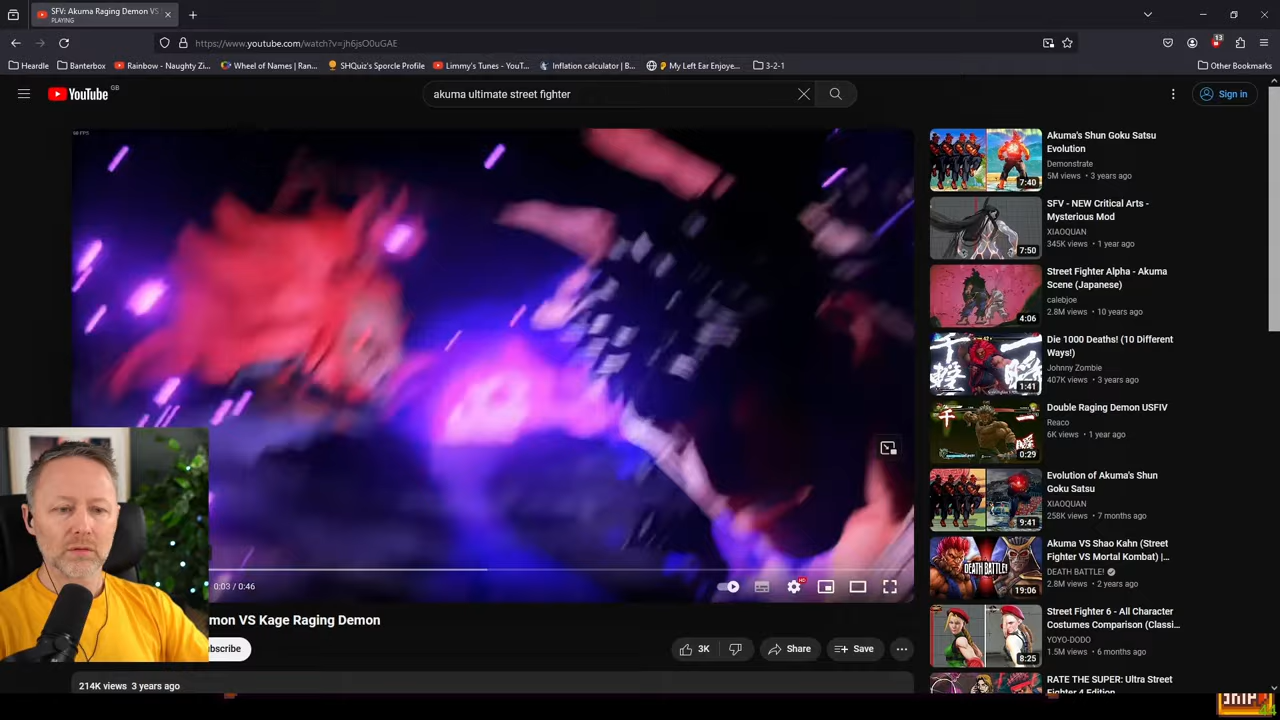 SFV: Akuma Raging Demon VS
PLAYING
https://www.youtube.com/watch?v=jh6jsO0uGAE
13
Heardle
Banterbox
Rainbow - Naughty Zi...
Wheel of Names | Ran...
SHQuiz's Sporcle Profile
Limmy's Tunes - YouT...
Inflation calculator | B...
My Left Ear Enjoye...
3-2-1
Other Bookmarks
YouTube GB
akuma ultimate street fighter
Sign in
Akuma's Shun Goku Satsu
Evolution
Demonstrate
5M views • 3 years ago
7:40
SFV - NEW Critical Arts -
Mysterious Mod
XIAOQUAN
345K views • 1 year ago
7:50
Street Fighter Alpha - Akuma
Scene (Japanese)
calebjoe
2.8M views • 10 years ago
4:06
Die 1000 Deaths! (10 Different
Ways!)
Johnny Zombie
407K views • 3 years ago
1:41
Double Raging Demon USFIV
Reaco
6K views • 1 year ago
0:29
Evolution of Akuma's Shun
Goku Satsu
XIAOQUAN
258K views • 7 months ago
9:41
Akuma VS Shao Kahn (Street
Fighter VS Mortal Kombat) |...
DEATH BATTLE!
2.8M views • 2 years ago
DEATH BATTLE!
19:06
Street Fighter 6 - All Character
Costumes Comparison (Classi...
YOYO-DODO
1.5M views • 6 months ago
8:25
RATE THE SUPER: Ultra Street
Fighter 4 Edition
0:03 / 0:46
HD
mon VS Kage Raging Demon
bscribe
3K
Share
Save
214K views 3 years ago
SKIP